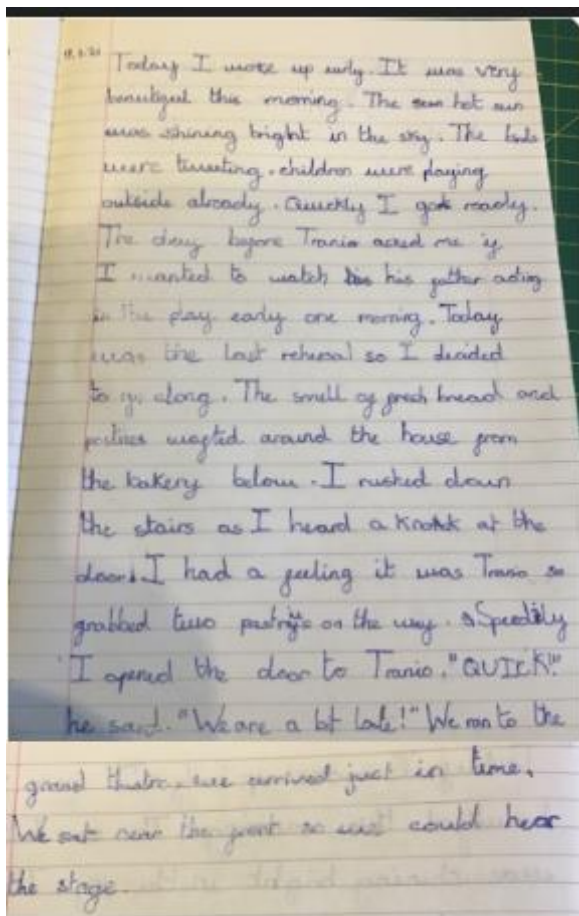 Today I woke up early. It was very
beautiful this morning. The hot sun
was shining bright in the sky. The birds
were tweeting, children were playing
outside already. Quickly I got ready.
The day before Tranio asked me if
I wanted to watch his father acting
in the play early one morning. Today
was the last rehersal so I decided
to go along. The smell of fresh bread and
pastries wafted around the house from
the bakery below. I rushed down
the stairs as I heard a knock at the
door. I had a feeling it was Tranio so
grabbed two pastries on the way. Speedily
I opened the door to Tranio. "QUICK!"
he said. "We are a bit late!" We ran to the
grand theatre, we arrived just in time.
We sat near the front so we could hear
the stage.